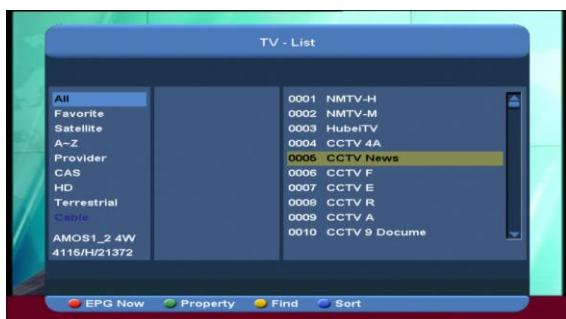 TV - List
All
Favorite
Satellite
A~Z
Provider
CAS
HD
Terrestrial
Cable
AMOS1_2 4W
4116/H/21372
0001 NMTV-H
0002 NMTV-M
0003 HubeiTV
0004 CCTV 4A
0005 CCTV News
0006 CCTV F
0007 CCTV E
0008 CCTV R
0009 CCTV A
0010 CCTV 9 Docume
EPG Now Property Find Sort